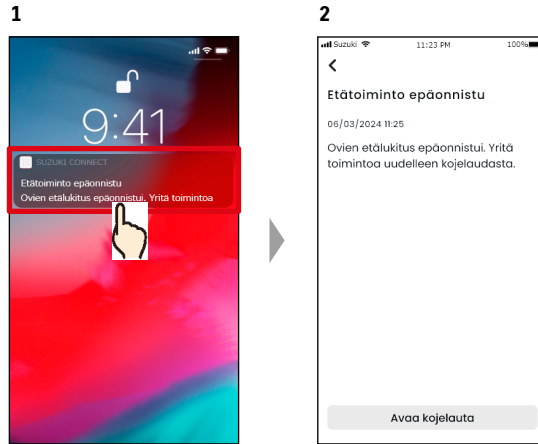 1
9:41
SUZUKI CONNECT
Etätoiminto epäonnistu
Ovien etälukitus epäonnistui. Yritä toimintoa
2
Suzuki 11:23 PM 100%
Etätoiminto epäonnistu
06/03/2024 11:25
Ovien etälukitus epäonnistui. Yritä
toimintoa uudelleen kojelaudasta.
Avaa kojelauta